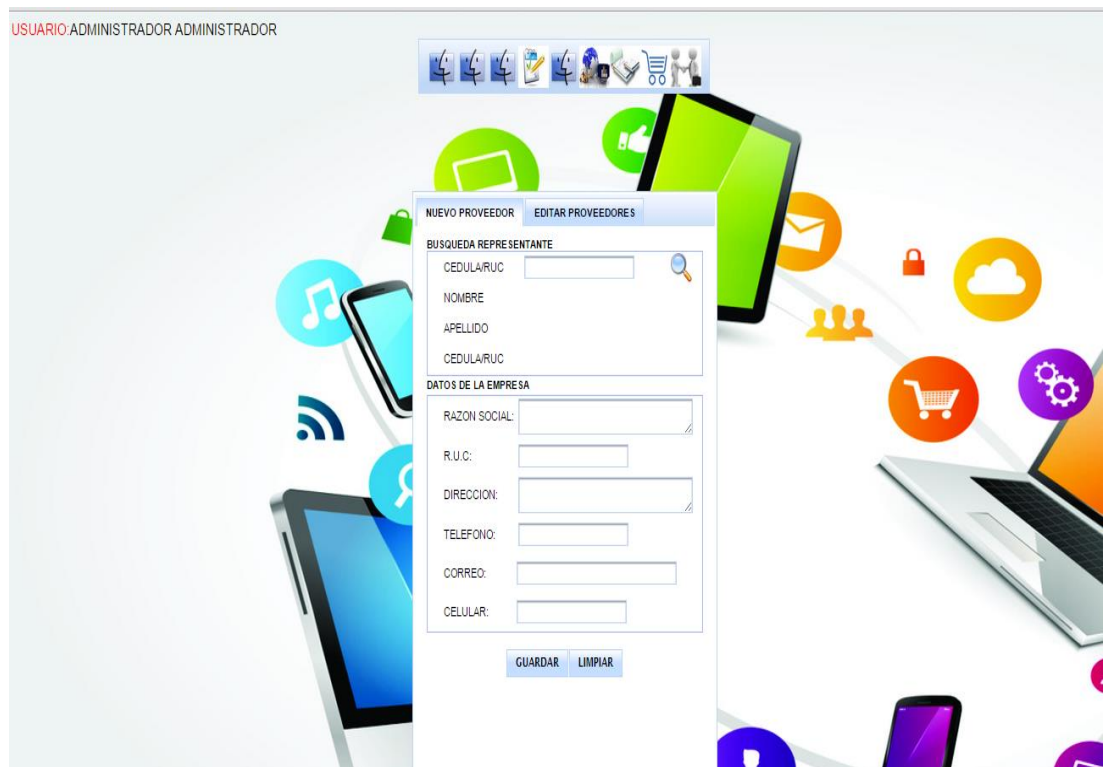 USUARIO:ADMINISTRADOR ADMINISTRADOR
NUEVO PROVEEDOR EDITAR PROVEEDORES
BUSQUEDA REPRESENTANTE
CEDULA/RUC
NOMBRE
APELLIDO
CEDULA/RUC
DATOS DE LA EMPRESA
RAZON SOCIAL:
R.U.C:
DIRECCION:
TELEFONO:
CORREO:
CELULAR:
GUARDAR LIMPIAR